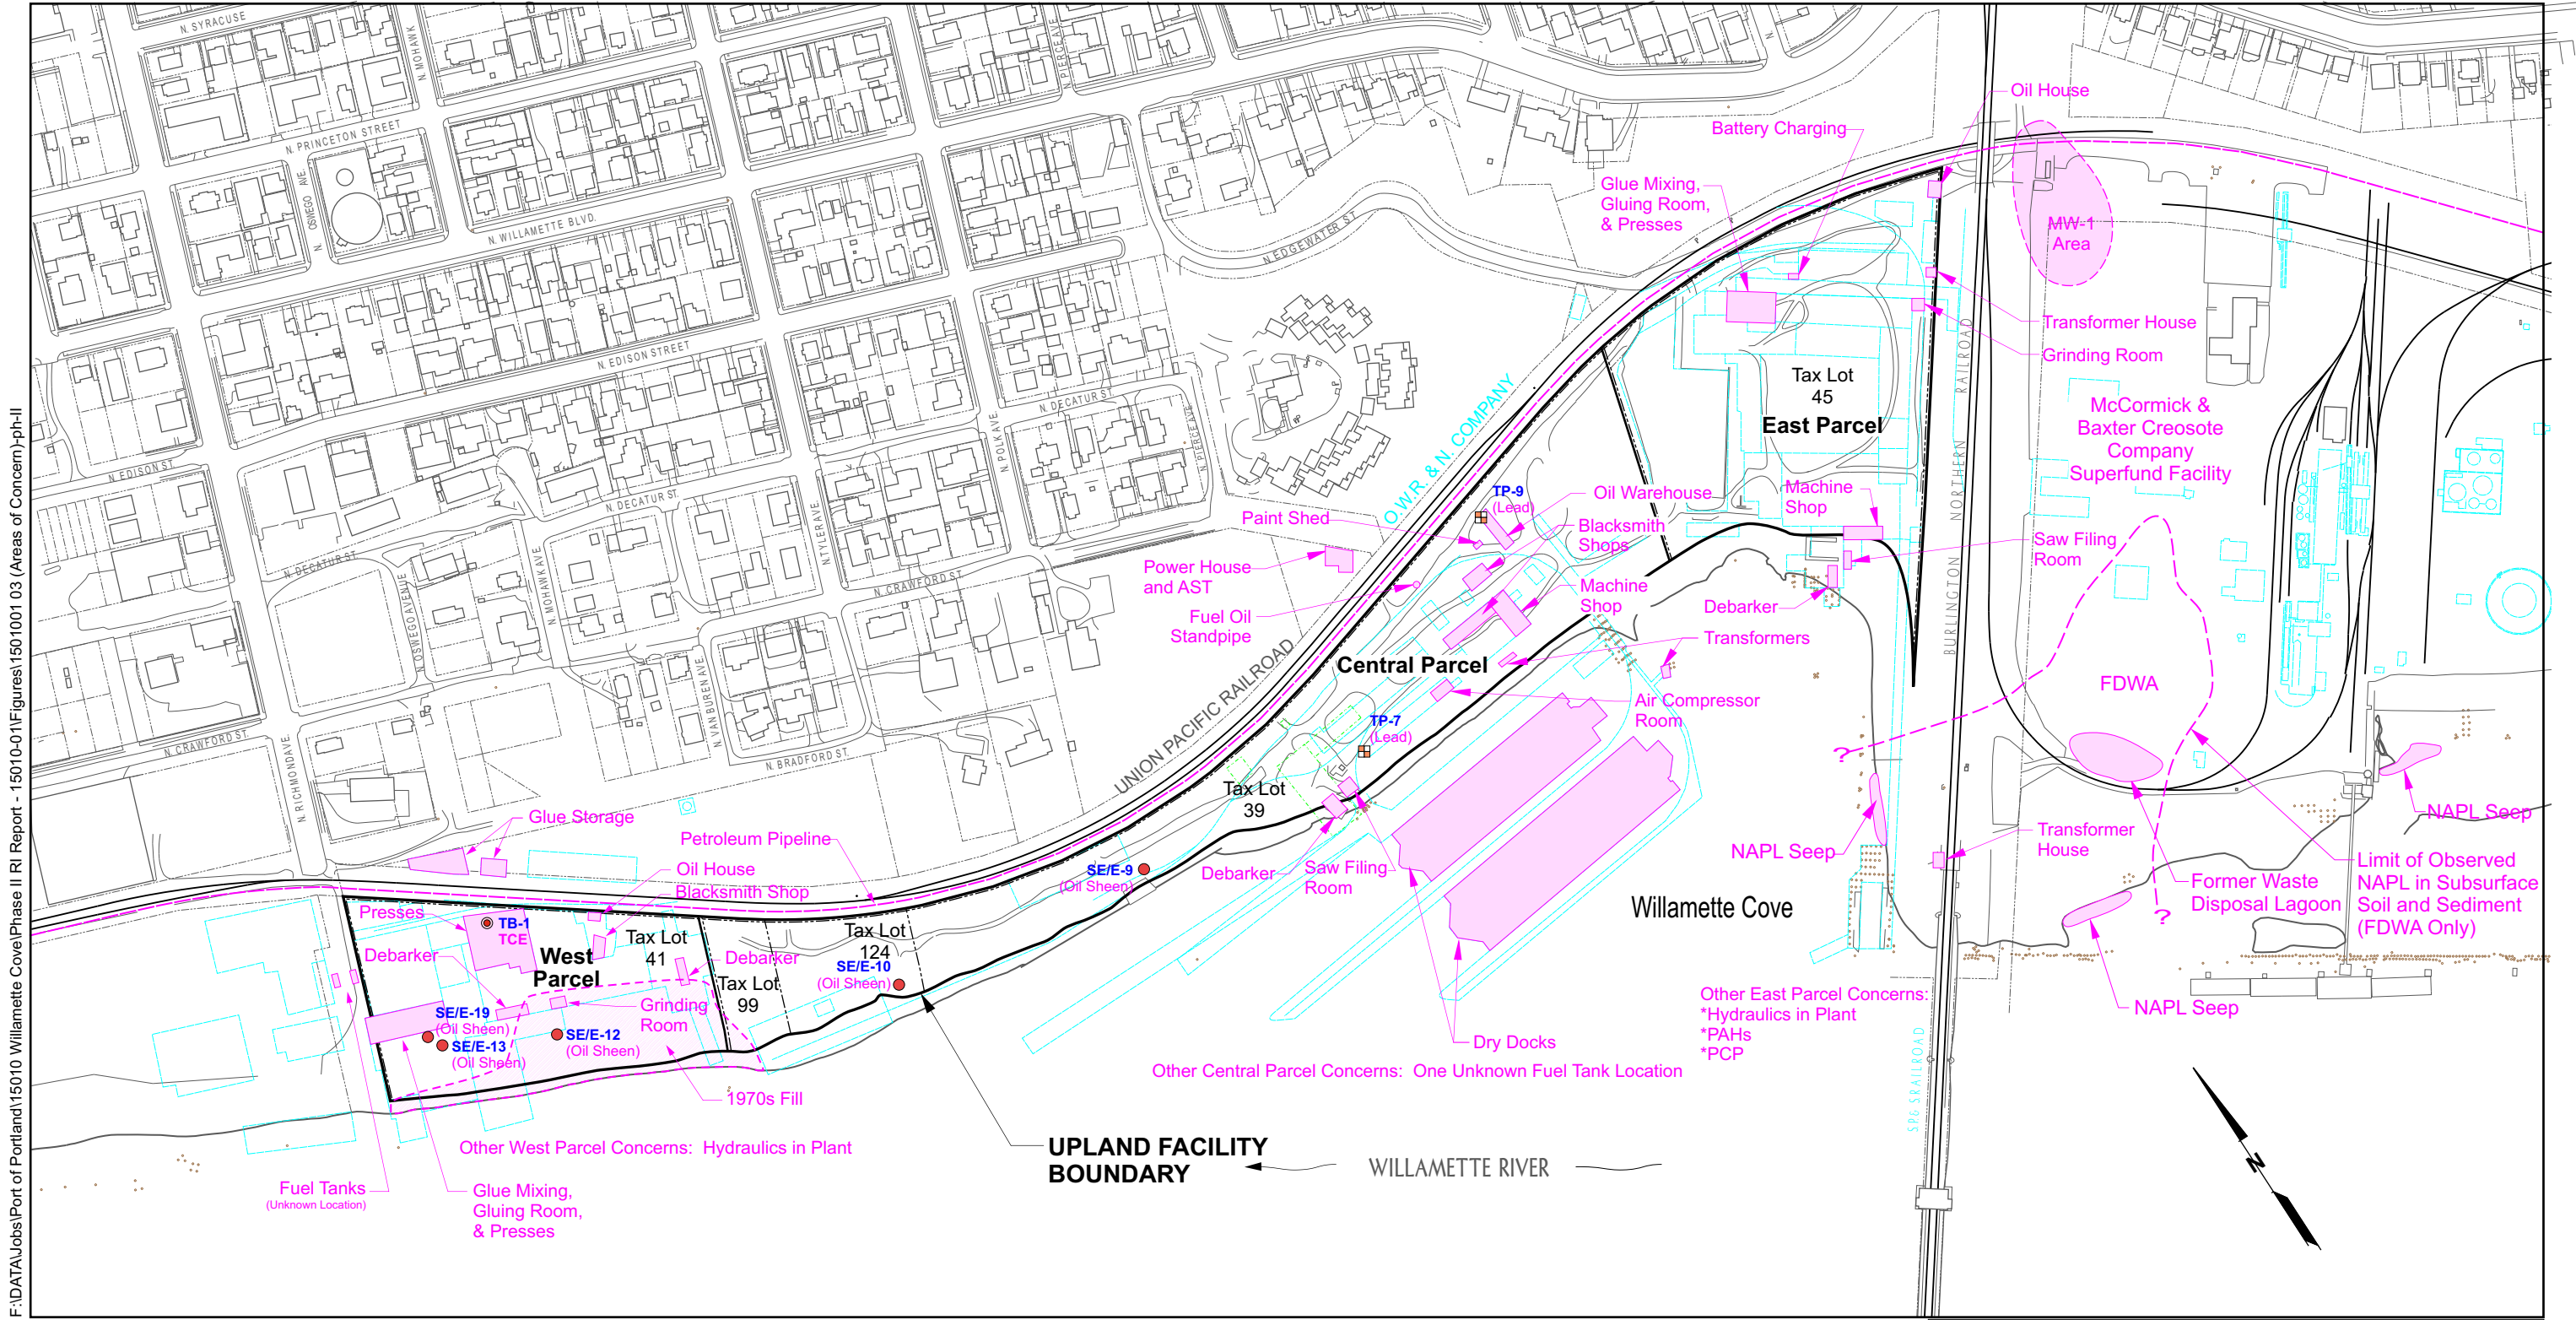 F:\DATA\Jobs\Port of Portland\15010 Willamette Cove\Phase II RI Report - 15010-01\Figures\1501001 03 (Areas of Concern)-ph-II
N. SYRACUSE
N. MOHAWK
N. PIERCE AVE.
N.
N. PRINCETON STREET
N. OSWEGO AVE.
N. WILLAMETTE BLVD.
N. EDISON STREET
N. EDGEWATER ST.
N. EDISON ST.
N. DECATUR ST.
N. DECATUR ST.
N. DECATUR ST.
N. POLK AVE.
N. PIERCE AVE.
N. TYLER AVE.
N. CRAWFORD ST.
N. MOHAWK AVE.
N. OSWEGO AVENUE
N. VAN BUREN AVE.
N. BRADFORD ST.
N. CRAWFORD ST.
N. RICHMOND AVE.
O.W.R. & N. COMPANY
UNION PACIFIC RAILROAD
BURLINGTON NORTHERN RAILROAD
Oil House
Battery Charging
Glue Mixing,
Gluing Room,
& Presses
MW-1
Area
Transformer House
Grinding Room
Tax Lot
45
East Parcel
McCormick &
Baxter Creosote
Company
Superfund Facility
Machine
Shop
Saw Filing
Room
Debarker
TP-9
(Lead)
Oil Warehouse
Paint Shed
Blacksmith
Shops
Power House
and AST
Fuel Oil
Standpipe
Machine
Shop
Transformers
Central Parcel
Air Compressor
Room
TP-7
(Lead)
Tax Lot
39
Debarker
Saw Filing
Room
Dry Docks
FDWA
?
NAPL Seep
NAPL Seep
Transformer
House
Former Waste
Disposal Lagoon
Limit of Observed
NAPL in Subsurface
Soil and Sediment
(FDWA Only)
?
NAPL Seep
Willamette Cove
Other East Parcel Concerns:
*Hydraulics in Plant
*PAHs
*PCP
Other Central Parcel Concerns: One Unknown Fuel Tank Location
Glue Storage
Petroleum Pipeline
Oil House
Blacksmith Shop
SE/E-9
(Oil Sheen)
Presses
TB-1
TCE
Debarker
West
Parcel
Tax Lot
41
Debarker
Tax Lot
124
SE/E-10
(Oil Sheen)
Tax Lot
99
Grinding
Room
SE/E-19
(Oil Sheen)
SE/E-13
(Oil Sheen)
SE/E-12
(Oil Sheen)
1970s Fill
Other West Parcel Concerns: Hydraulics in Plant
Fuel Tanks
(Unknown Location)
Glue Mixing,
Gluing Room,
& Presses
UPLAND FACILITY
BOUNDARY
WILLAMETTE RIVER
N